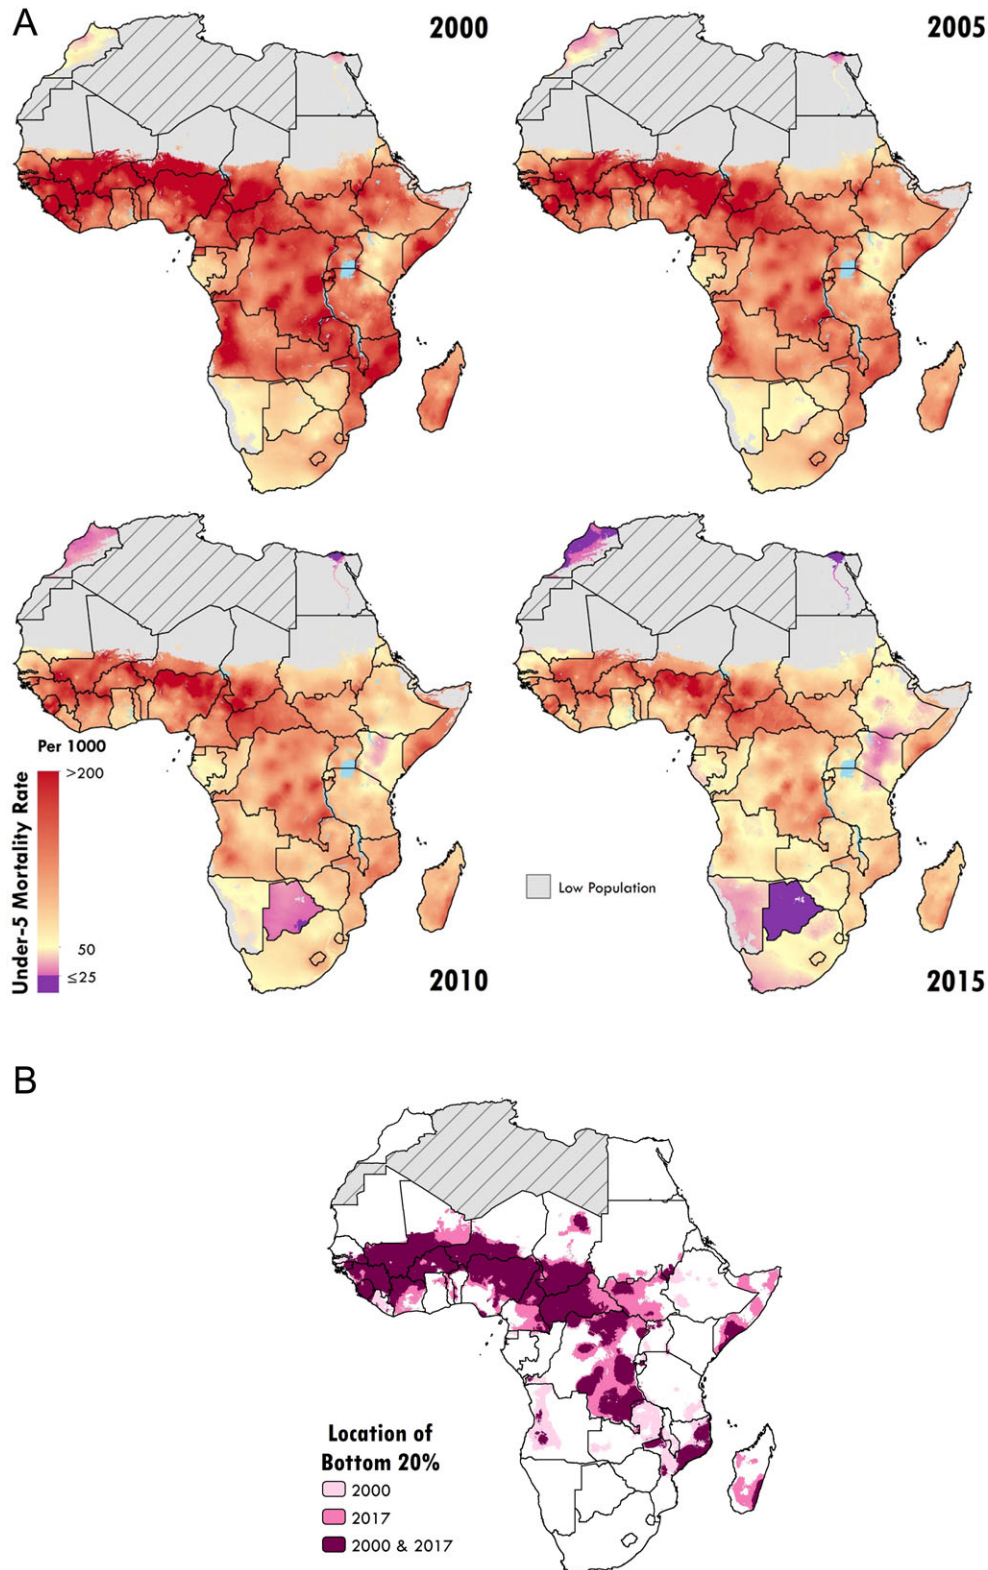 A
2000
2005
Per 1000
Under-5 Mortality Rate
>200
50
≤25
Low Population
2010
2015
B
Location of
Bottom 20%
2000
2017
2000 & 2017